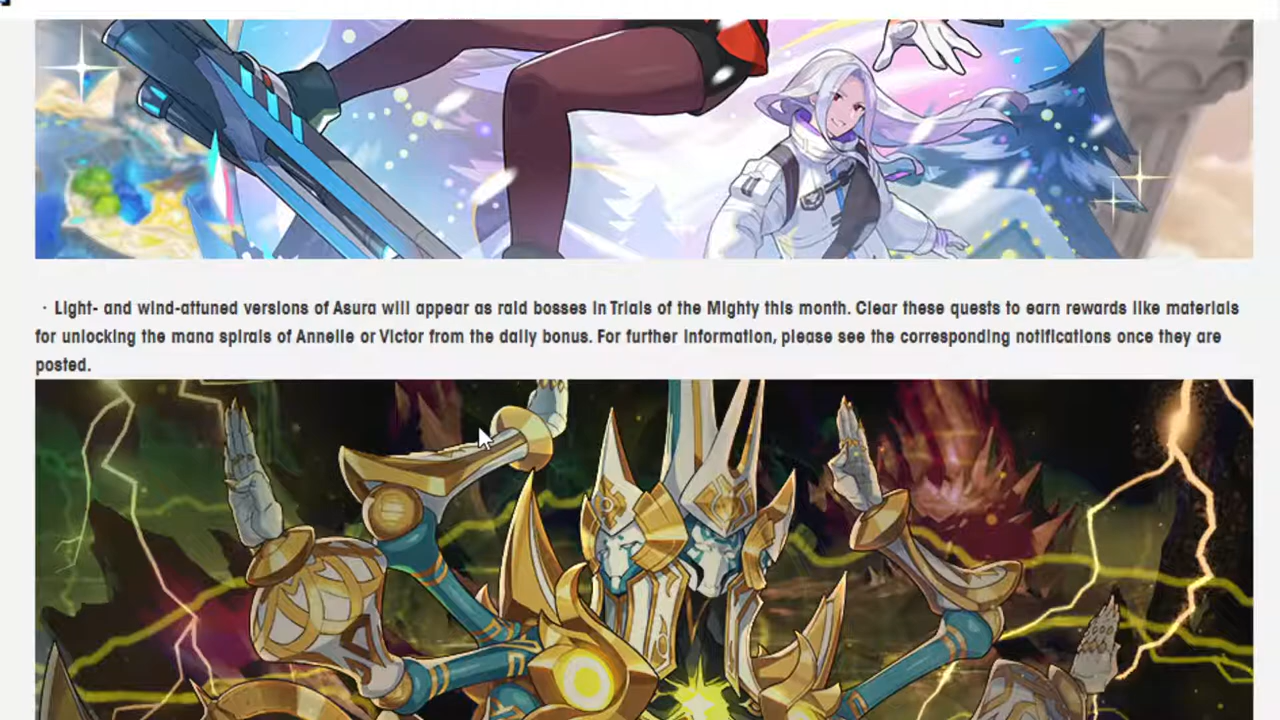 · Light- and wind-attuned versions of Asura will appear as raid bosses in Trials of the Mighty this month. Clear these quests to earn rewards like materials
for unlocking the mana spirals of Annelie or Victor from the daily bonus. For further information, please see the corresponding notifications once they are
posted.